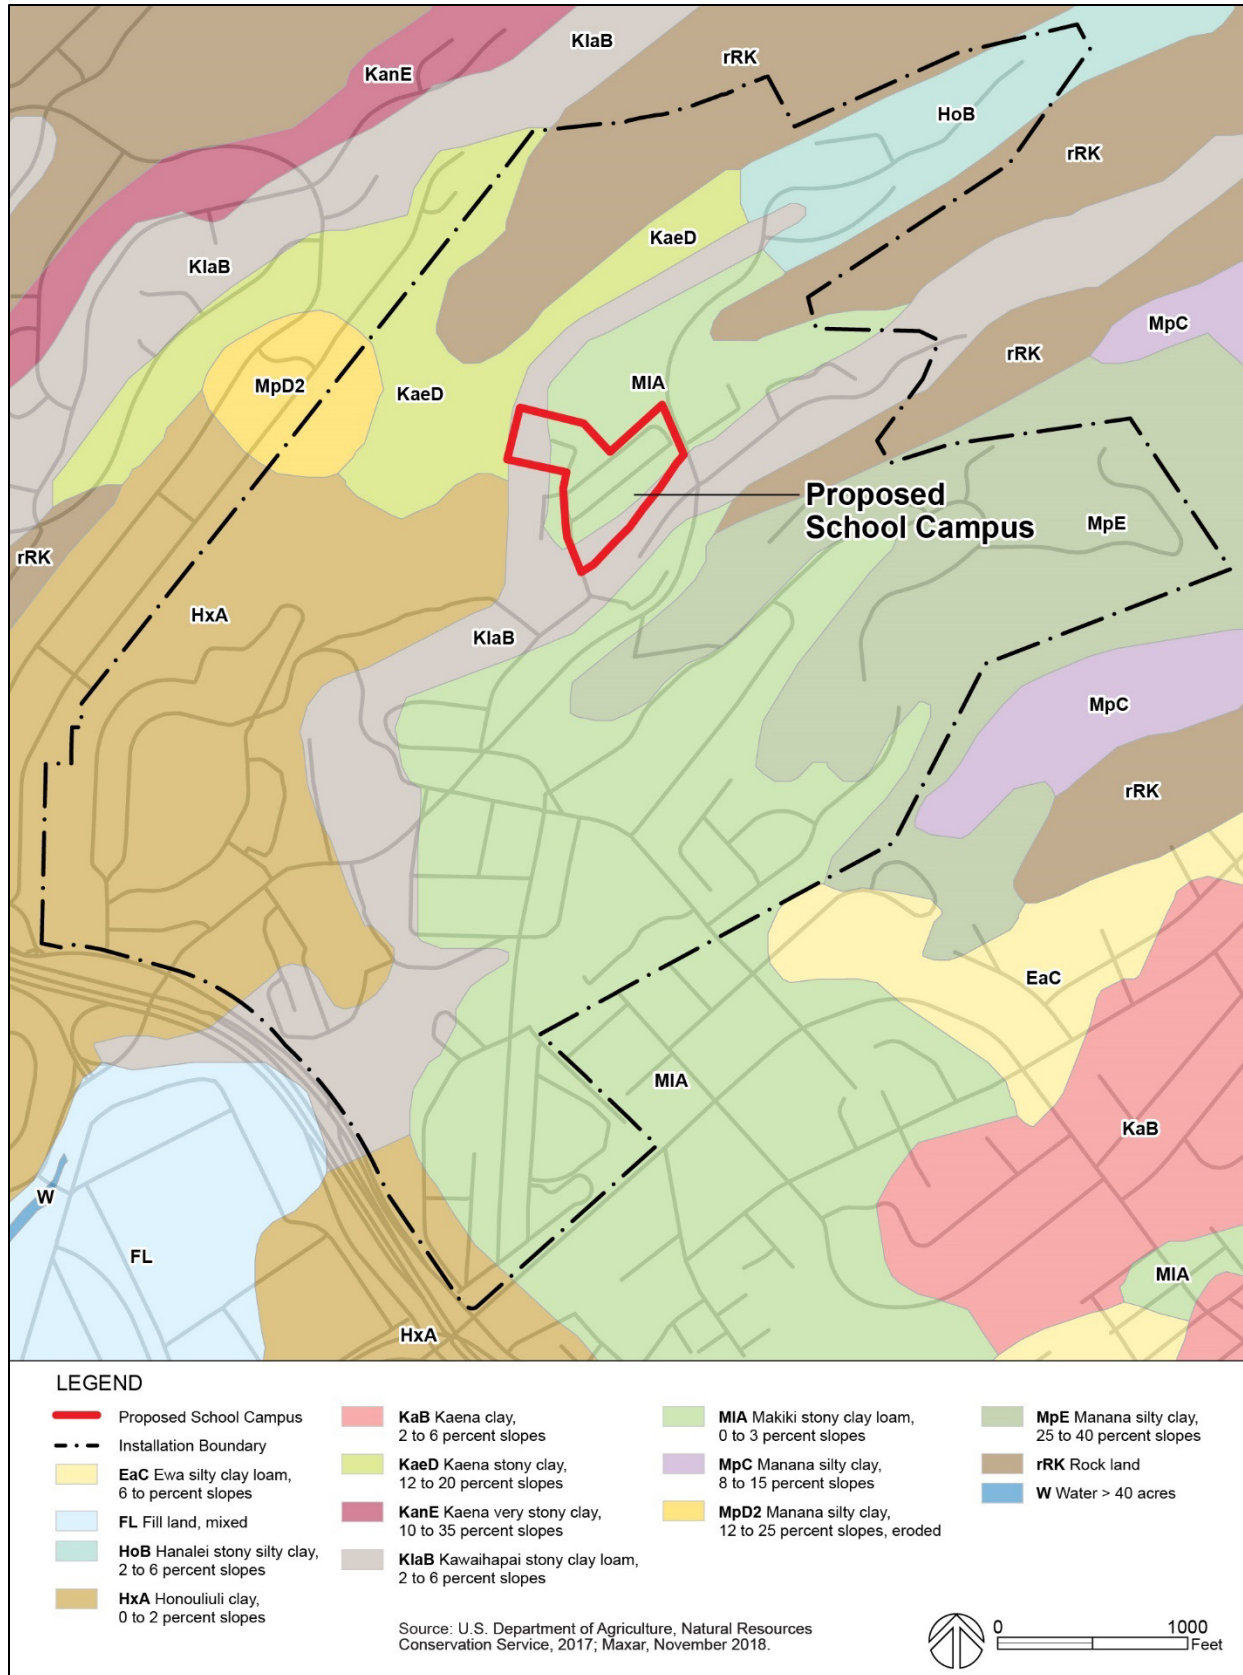 KlaB
rRK
KanE
HoB
rRK
KaeD
KlaB
MpC
rRK
MpD2
KaeD
MlA
Proposed
School Campus
MpE
rRK
HxA
KlaB
MpC
rRK
EaC
MlA
KaB
W
FL
MlA
HxA
LEGEND
Proposed School Campus
Installation Boundary
EaC Ewa silty clay loam,
6 to percent slopes
FL Fill land, mixed
HoB Hanalei stony silty clay,
2 to 6 percent slopes
HxA Honouliuli clay,
0 to 2 percent slopes
KaB Kaena clay,
2 to 6 percent slopes
KaeD Kaena stony clay,
12 to 20 percent slopes
KanE Kaena very stony clay,
10 to 35 percent slopes
KlaB Kawaihapai stony clay loam,
2 to 6 percent slopes
MlA Makiki stony clay loam,
0 to 3 percent slopes
MpC Manana silty clay,
8 to 15 percent slopes
MpD2 Manana silty clay,
12 to 25 percent slopes, eroded
MpE Manana silty clay,
25 to 40 percent slopes
rRK Rock land
W Water > 40 acres
Source: U.S. Department of Agriculture, Natural Resources
Conservation Service, 2017; Maxar, November 2018.
0 1000
Feet